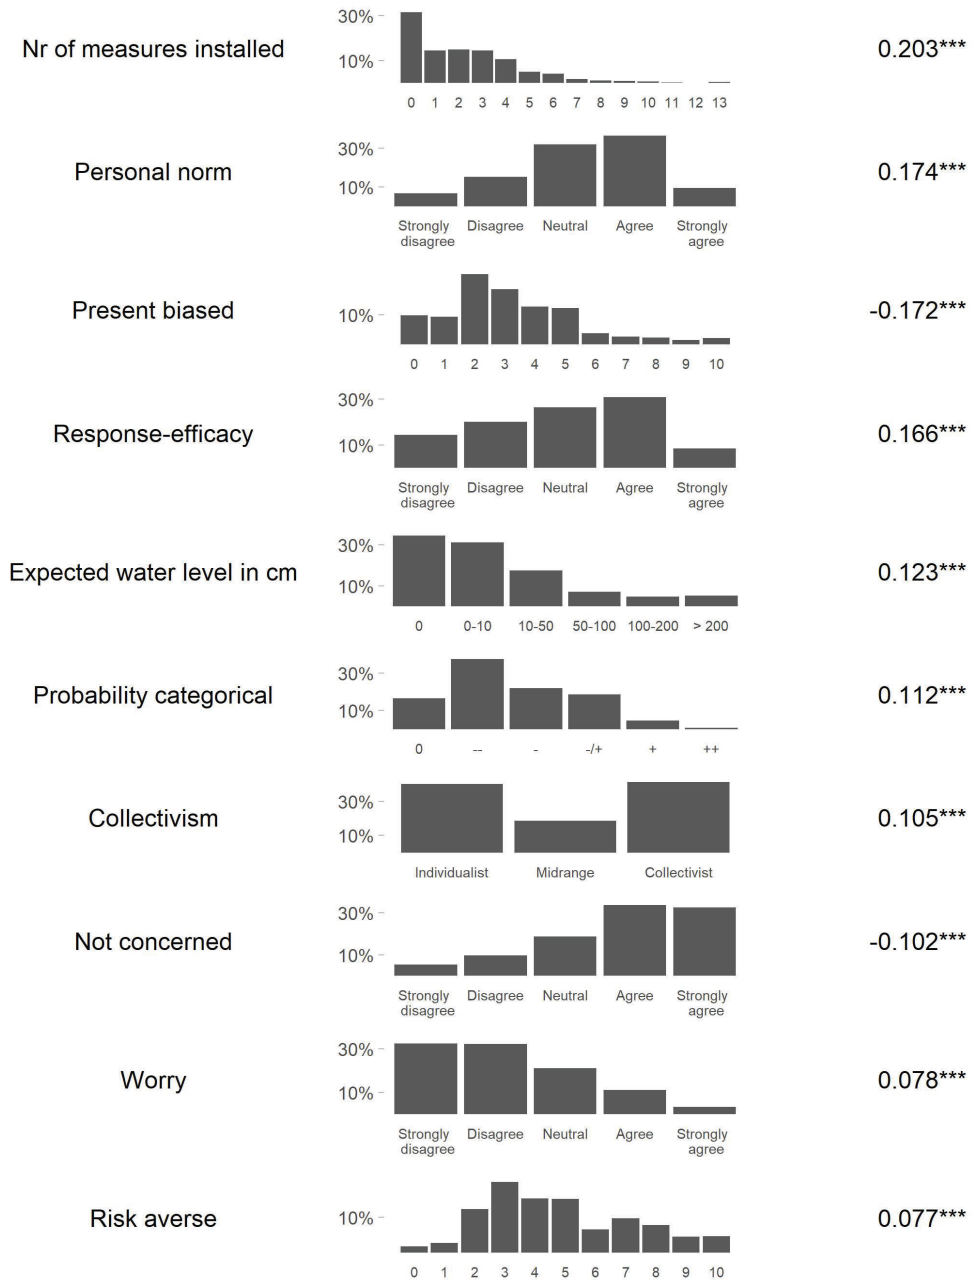 30%
Nr of measures installed 0.203***
10%
0 1 2 3 4 5 6 7 8 9 10 11 12 13
30%
Personal norm 0.174***
10%
Strongly disagree Disagree Neutral Agree Strongly agree
Present biased 10% -0.172***
0 1 2 3 4 5 6 7 8 9 10
30%
Response-efficacy 0.166***
10%
Strongly disagree Disagree Neutral Agree Strongly agree
30%
Expected water level in cm 0.123***
10%
0 0-10 10-50 50-100 100-200 > 200
30%
Probability categorical 0.112***
10%
0 -- - -/+ + ++
30%
Collectivism 0.105***
10%
Individualist Midrange Collectivist
30%
Not concerned -0.102***
10%
Strongly disagree Disagree Neutral Agree Strongly agree
30%
Worry 0.078***
10%
Strongly disagree Disagree Neutral Agree Strongly agree
Risk averse 10% 0.077***
0 1 2 3 4 5 6 7 8 9 10